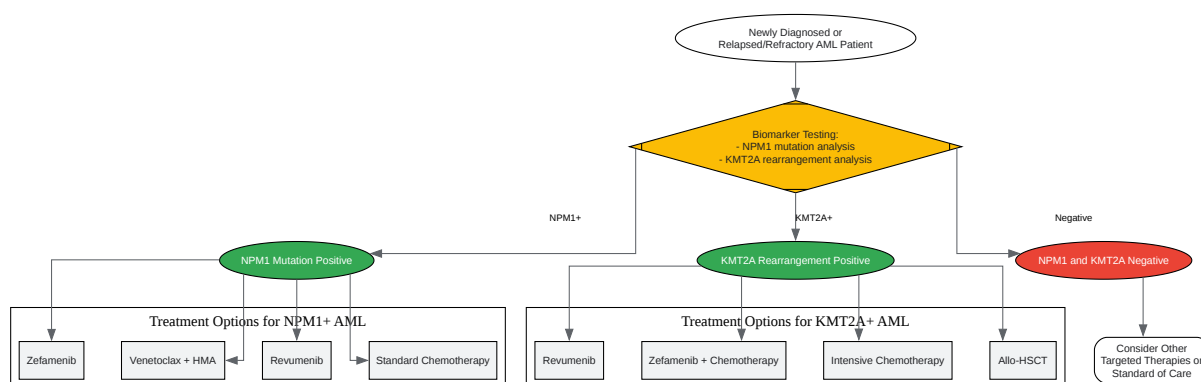 Newly Diagnosed or
Relapsed/Refractory AML Patient
Biomarker Testing:
- NPM1 mutation analysis
- KMT2A rearrangement analysis
NPM1+
KMT2A+
Negative
NPM1 Mutation Positive
KMT2A Rearrangement Positive
NPM1 and KMT2A Negative
Treatment Options for NPM1+ AML
Treatment Options for KMT2A+ AML
Zefamenib
Venetoclax + HMA
Revumenib
Standard Chemotherapy
Revumenib
Zefamenib + Chemotherapy
Intensive Chemotherapy
Allo-HSCT
Consider Other
Targeted Therapies or
Standard of Care